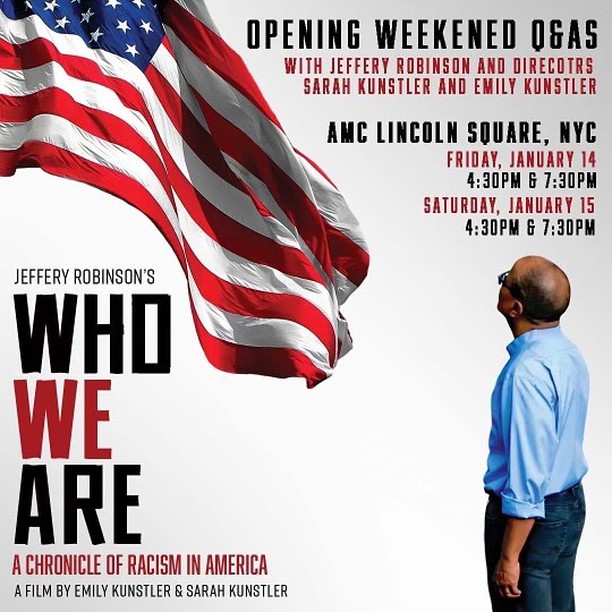 OPENING WEEKENED Q&AS
WITH JEFFERY ROBINSON AND DIRECOTRS
SARAH KUNSTLER AND EMILY KUNSTLER
AMC LINCOLN SQUARE, NYC
FRIDAY, JANUARY 14
4:30PM & 7:30PM
SATURDAY, JANUARY 15
4:30PM & 7:30PM
JEFFERY ROBINSON'S
WHO
WE
ARE
A CHRONICLE OF RACISM IN AMERICA
A FILM BY EMILY KUNSTLER & SARAH KUNSTLER